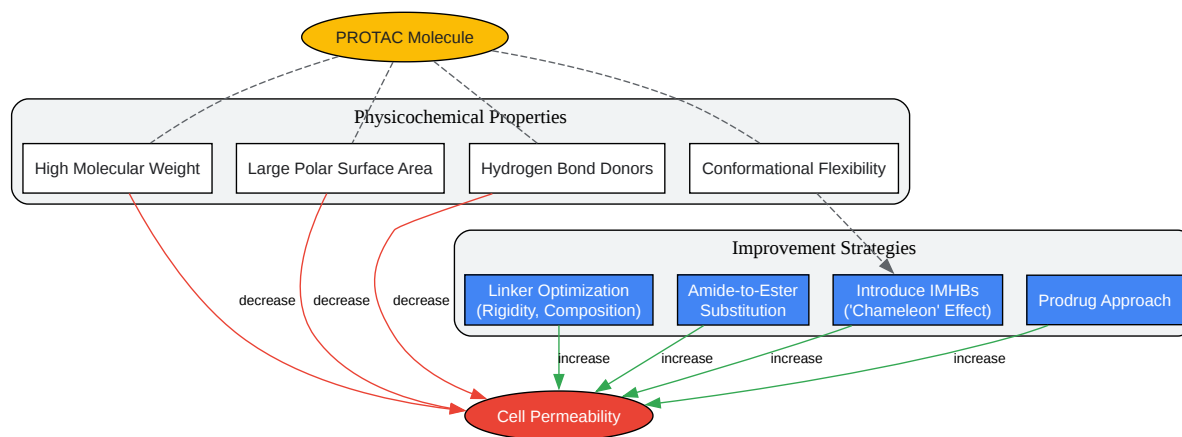 PROTAC Molecule
Physicochemical Properties
High Molecular Weight
Large Polar Surface Area
Hydrogen Bond Donors
Conformational Flexibility
Improvement Strategies
Linker Optimization
(Rigidity, Composition)
Amide-to-Ester
Substitution
Introduce IMHBs
('Chameleon' Effect)
Prodrug Approach
decrease
decrease
decrease
increase
increase
increase
increase
Cell Permeability